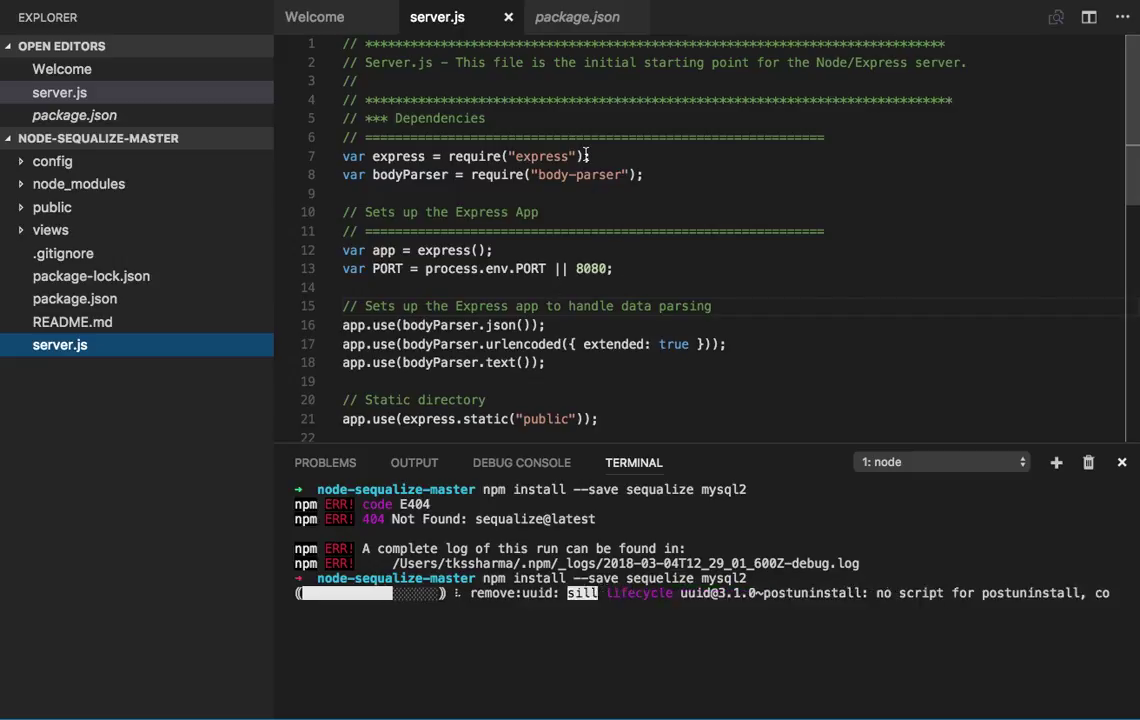 EXPLORER
OPEN EDITORS
Welcome
server.js
package.json
NODE-SEQUALIZE-MASTER
config
node_modules
public
views
.gitignore
package-lock.json
package.json
README.md
server.js
Welcome server.js × package.json
1 // *****************************************************************************
2 // Server.js - This file is the initial starting point for the Node/Express server.
3 //
4 // ******************************************************************************
5 // *** Dependencies
6 // =============================================================
7 var express = require("express");
8 var bodyParser = require("body-parser");
9
10 // Sets up the Express App
11 // =============================================================
12 var app = express();
13 var PORT = process.env.PORT || 8080;
14
15 // Sets up the Express app to handle data parsing
16 app.use(bodyParser.json());
17 app.use(bodyParser.urlencoded({ extended: true }));
18 app.use(bodyParser.text());
19
20 // Static directory
21 app.use(express.static("public"));
22
PROBLEMS OUTPUT DEBUG CONSOLE TERMINAL 1: node
➜ node-sequalize-master npm install --save sequalize mysql2
npm ERR! code E404
npm ERR! 404 Not Found: sequalize@latest
npm ERR! A complete log of this run can be found in:
npm ERR! /Users/tkssharma/.npm/_logs/2018-03-04T12_29_01_600Z-debug.log
➜ node-sequalize-master npm install --save sequelize mysql2
remove:uuid: sill lifecycle uuid@3.1.0~postuninstall: no script for postuninstall, co